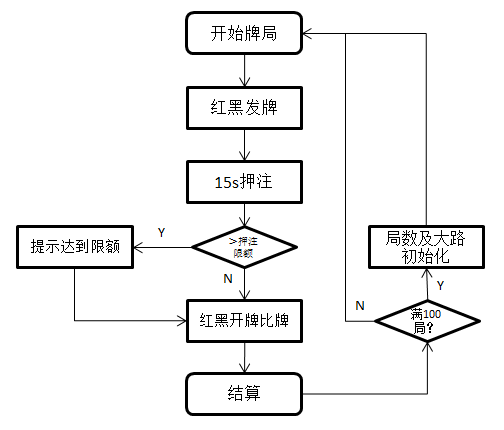 开始牌局
红黑发牌
15s押注
Y
提示达到限额
＞押注
限额
局数及大路
初始化
N
Y
N
满100
局?
红黑开牌比牌
结算